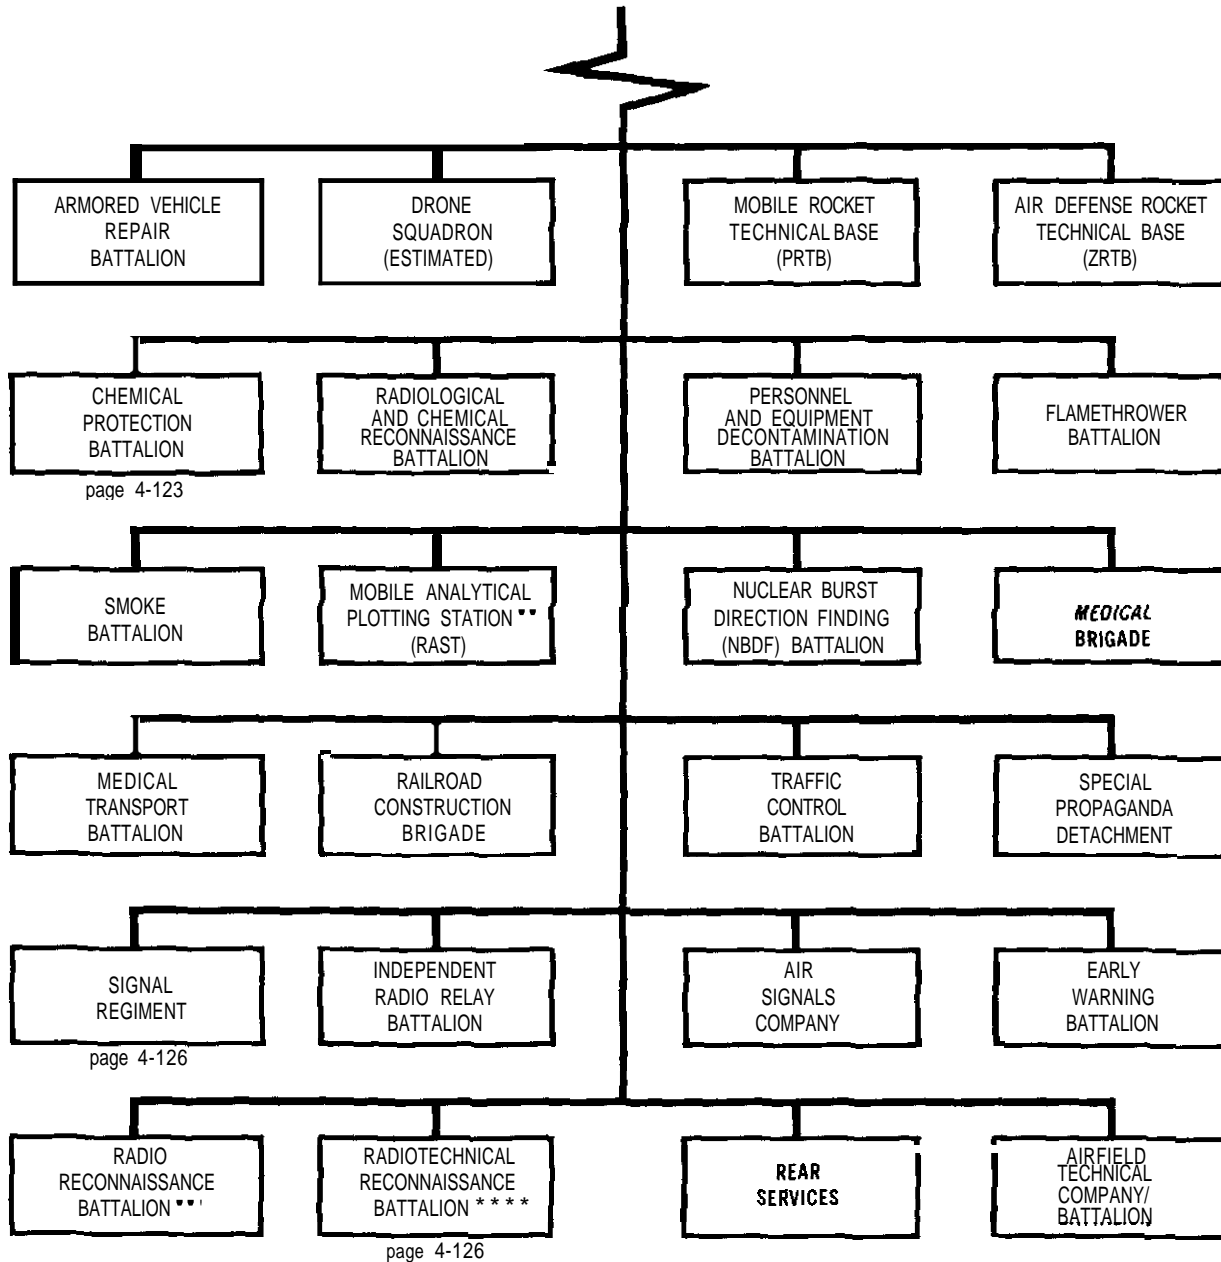 ARMORED VEHICLE
REPAIR
BATTALION
DRONE
SQUADRON
(ESTIMATED)
MOBILE ROCKET
TECHNICAL BASE
(PRTB)
AIR DEFENSE ROCKET
TECHNICAL BASE
(ZRTB)
CHEMICAL
PROTECTION
BATTALION
page 4-123
RADIOLOGICAL
AND CHEMICAL
RECONNAISSANCE
BATTALION
PERSONNEL
AND EQUIPMENT
DECONTAMINATION
BATTALION
FLAMETHROWER
BATTALION
SMOKE
BATTALION
MOBILE ANALYTICAL
PLOTTING STATION **
(RAST)
NUCLEAR BURST
DIRECTION FINDING
(NBDF) BATTALION
MEDICAL
BRIGADE
MEDICAL
TRANSPORT
BATTALION
RAILROAD
CONSTRUCTION
BRIGADE
TRAFFIC
CONTROL
BATTALION
SPECIAL
PROPAGANDA
DETACHMENT
SIGNAL
REGIMENT
page 4-126
INDEPENDENT
RADIO RELAY
BATTALION
AIR
SIGNALS
COMPANY
EARLY
WARNING
BATTALION
RADIO
RECONNAISSANCE
BATTALION ***
RADIOTECHNICAL
RECONNAISSANCE
BATTALION ****
page 4-126
REAR
SERVICES
AIRFIELD
TECHNICAL
COMPANY/
BATTALION